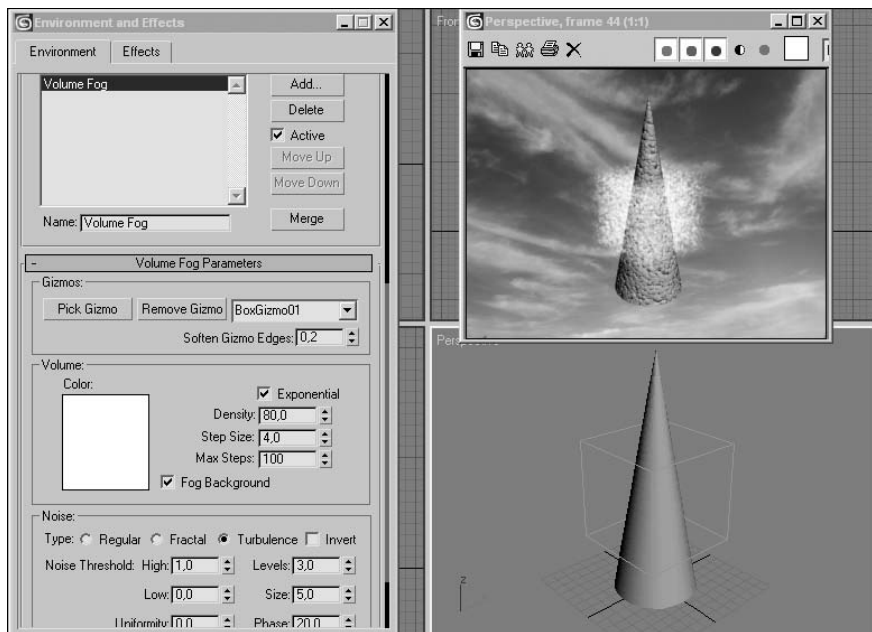 Environment and Effects
Environment Effects
Volume Fog
Add...
Delete
Active
Move Up
Move Down
Name: Volume Fog
Merge
- Volume Fog Parameters
Gizmos:
Pick Gizmo Remove Gizmo BoxGizmo01
Soften Gizmo Edges: 0,2
Volume:
Color:
Exponential
Density: 80,0
Step Size: 4,0
Max Steps: 100
Fog Background
Noise:
Type: Regular Fractal Turbulence Invert
Noise Threshold: High: 1,0 Levels: 3,0
Low: 0,0 Size: 5,0
Uniformity: 0,0 Phase: 20,0
Perspective, frame 44 (1:1)
z